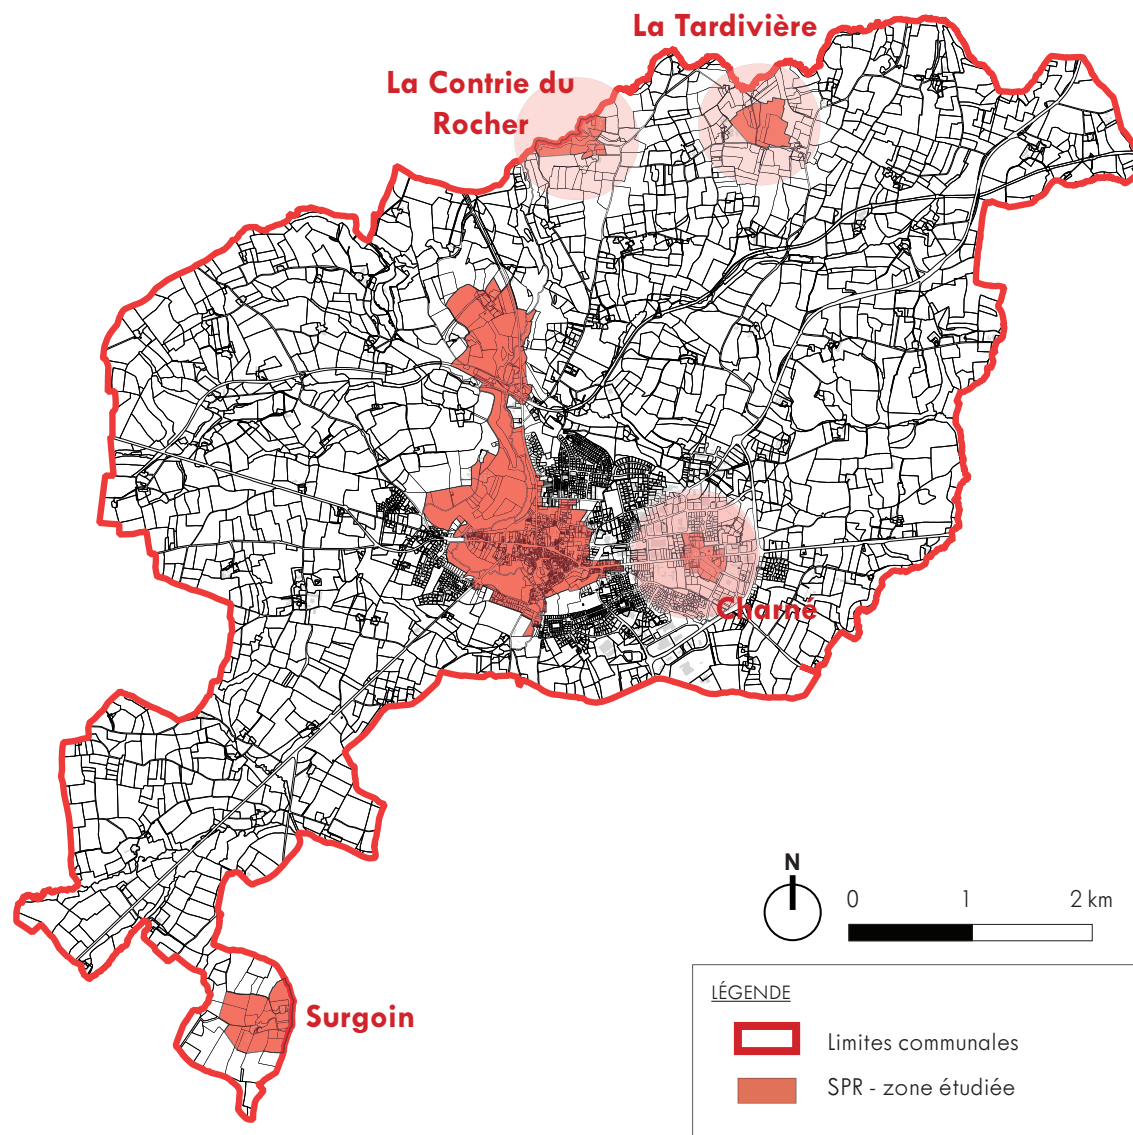 La Tardivière
La Contrie du
Rocher
Charné
Surgoin
N
0 1 2 km
LÉGENDE
Limites communales
SPR - zone étudiée